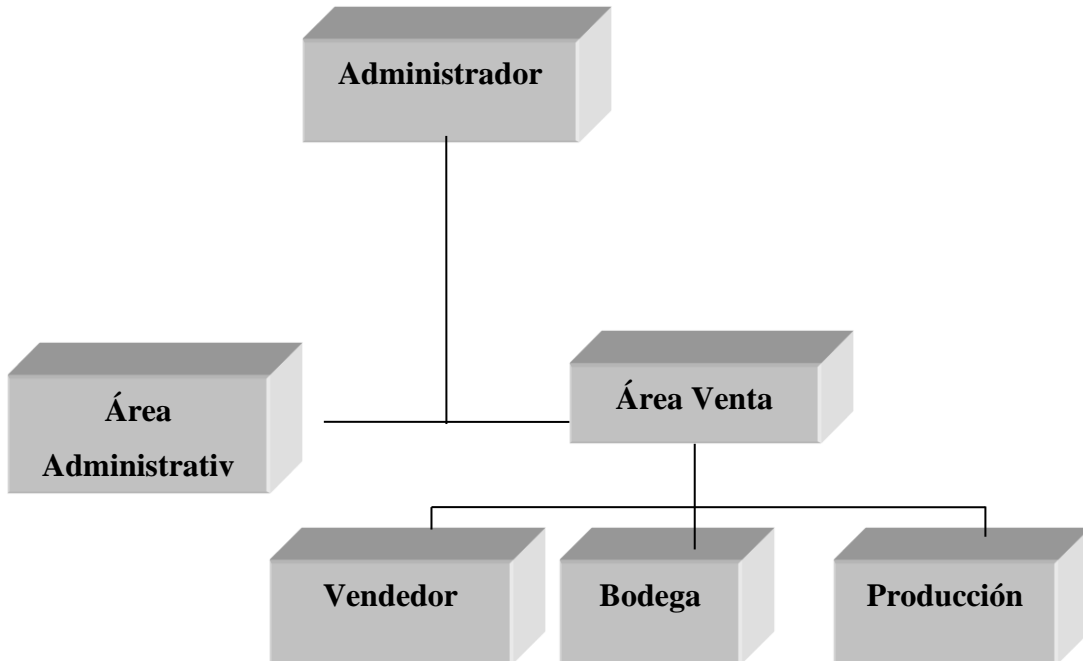 Administrador
Área
Administrativ
Área Venta
Vendedor
Bodega
Producción